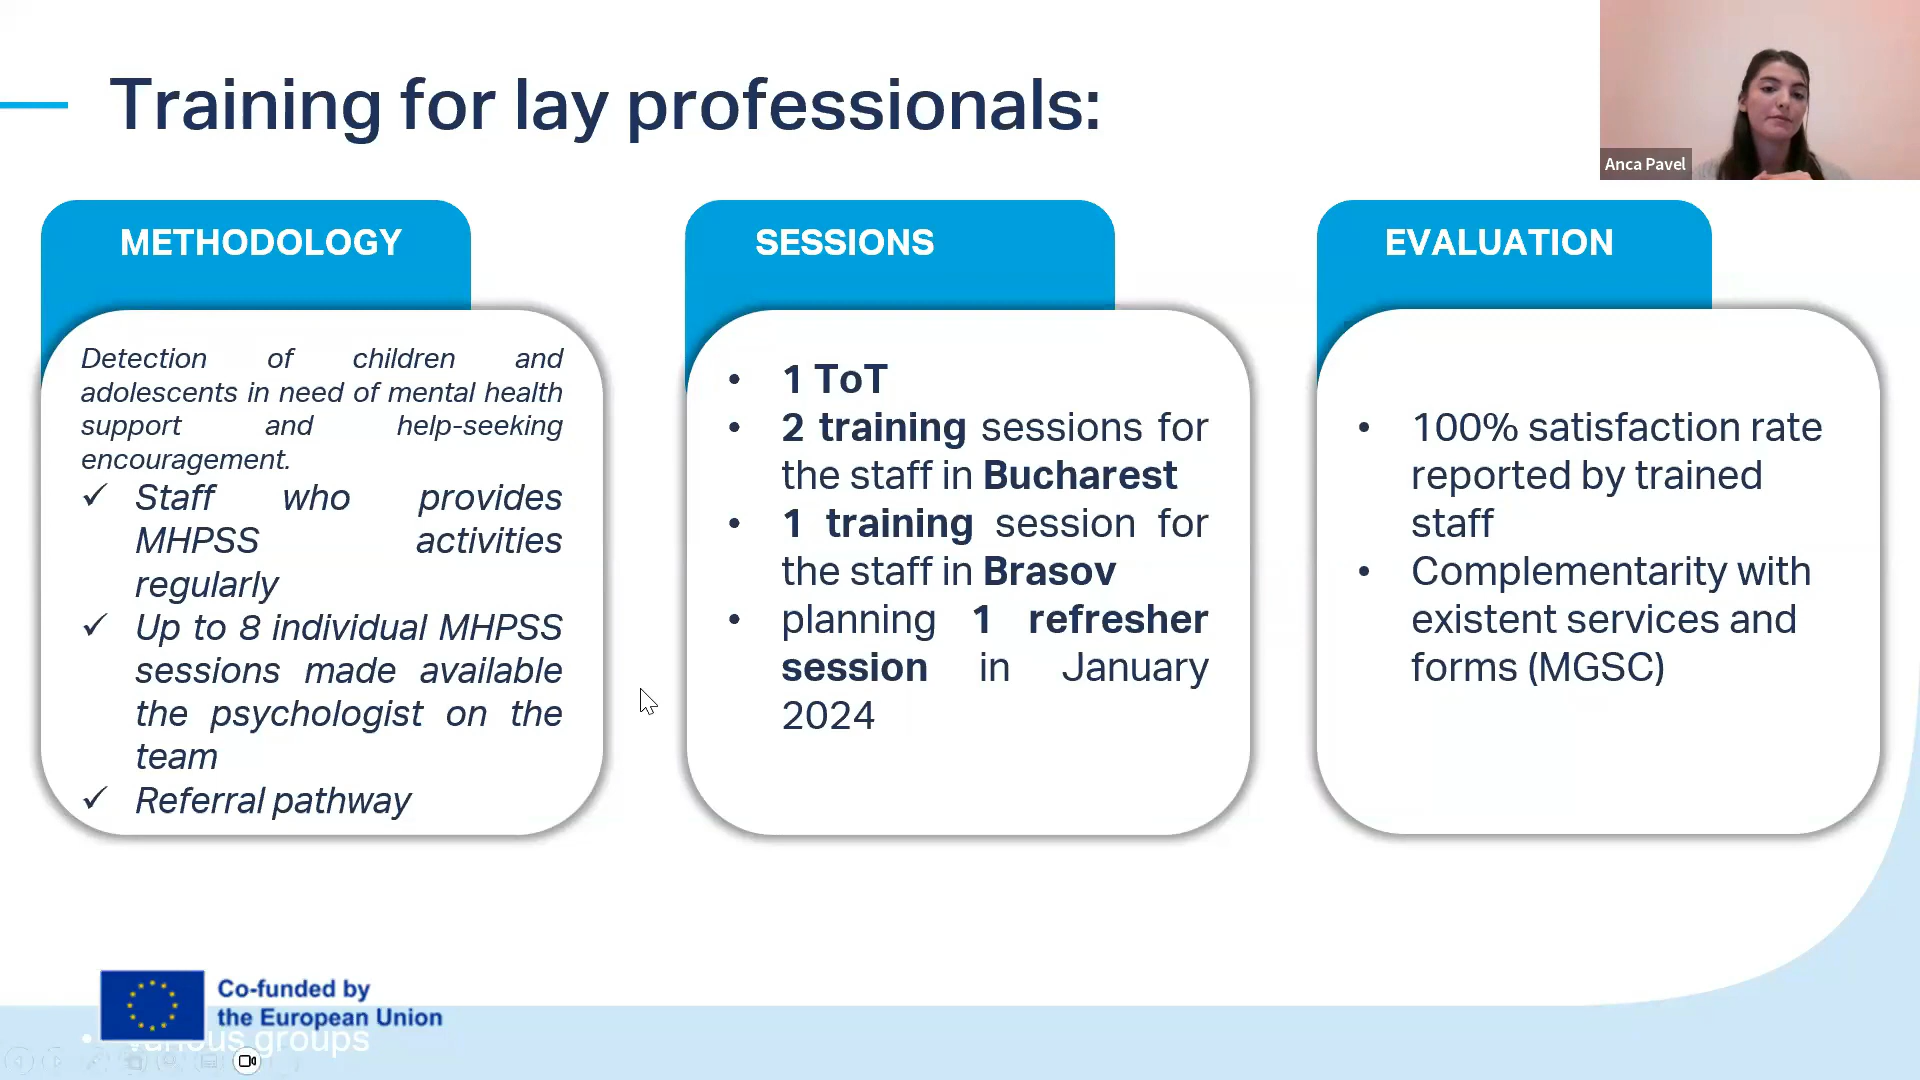 Training for lay professionals:
Anca Pavel
METHODOLOGY
Detection of children and
adolescents in need of mental health
support and help-seeking
encouragement.
✓ Staff who provides
MHPSS activities
regularly
✓ Up to 8 individual MHPSS
sessions made available
the psychologist on the
team
✓ Referral pathway
SESSIONS
• 1 ToT
• 2 training sessions for
the staff in Bucharest
• 1 training session for
the staff in Brasov
• planning 1 refresher
session in January
2024
EVALUATION
• 100% satisfaction rate
reported by trained
staff
• Complementarity with
existent services and
forms (MGSC)
Co-funded by
the European Union
• various groups